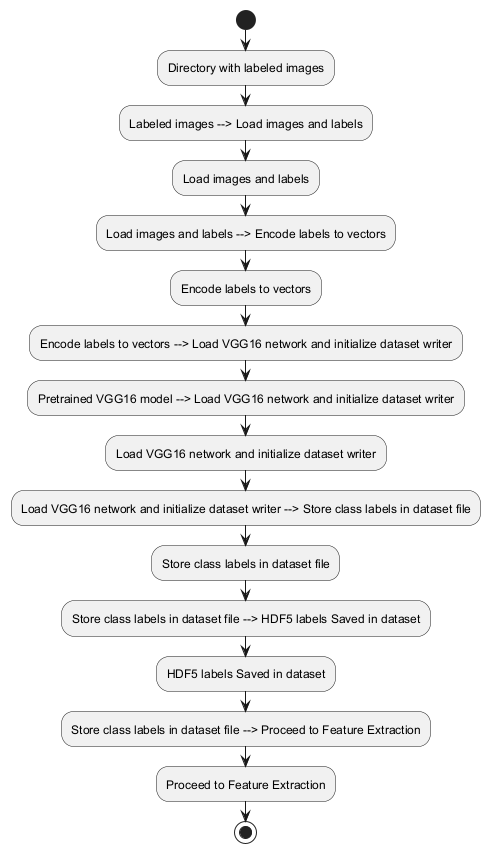 Directory with labeled images
Labeled images --> Load images and labels
Load images and labels
Load images and labels --> Encode labels to vectors
Encode labels to vectors
Encode labels to vectors --> Load VGG16 network and initialize dataset writer
Pretrained VGG16 model --> Load VGG16 network and initialize dataset writer
Load VGG16 network and initialize dataset writer
Load VGG16 network and initialize dataset writer --> Store class labels in dataset file
Store class labels in dataset file
Store class labels in dataset file --> HDF5 labels Saved in dataset
HDF5 labels Saved in dataset
Store class labels in dataset file --> Proceed to Feature Extraction
Proceed to Feature Extraction